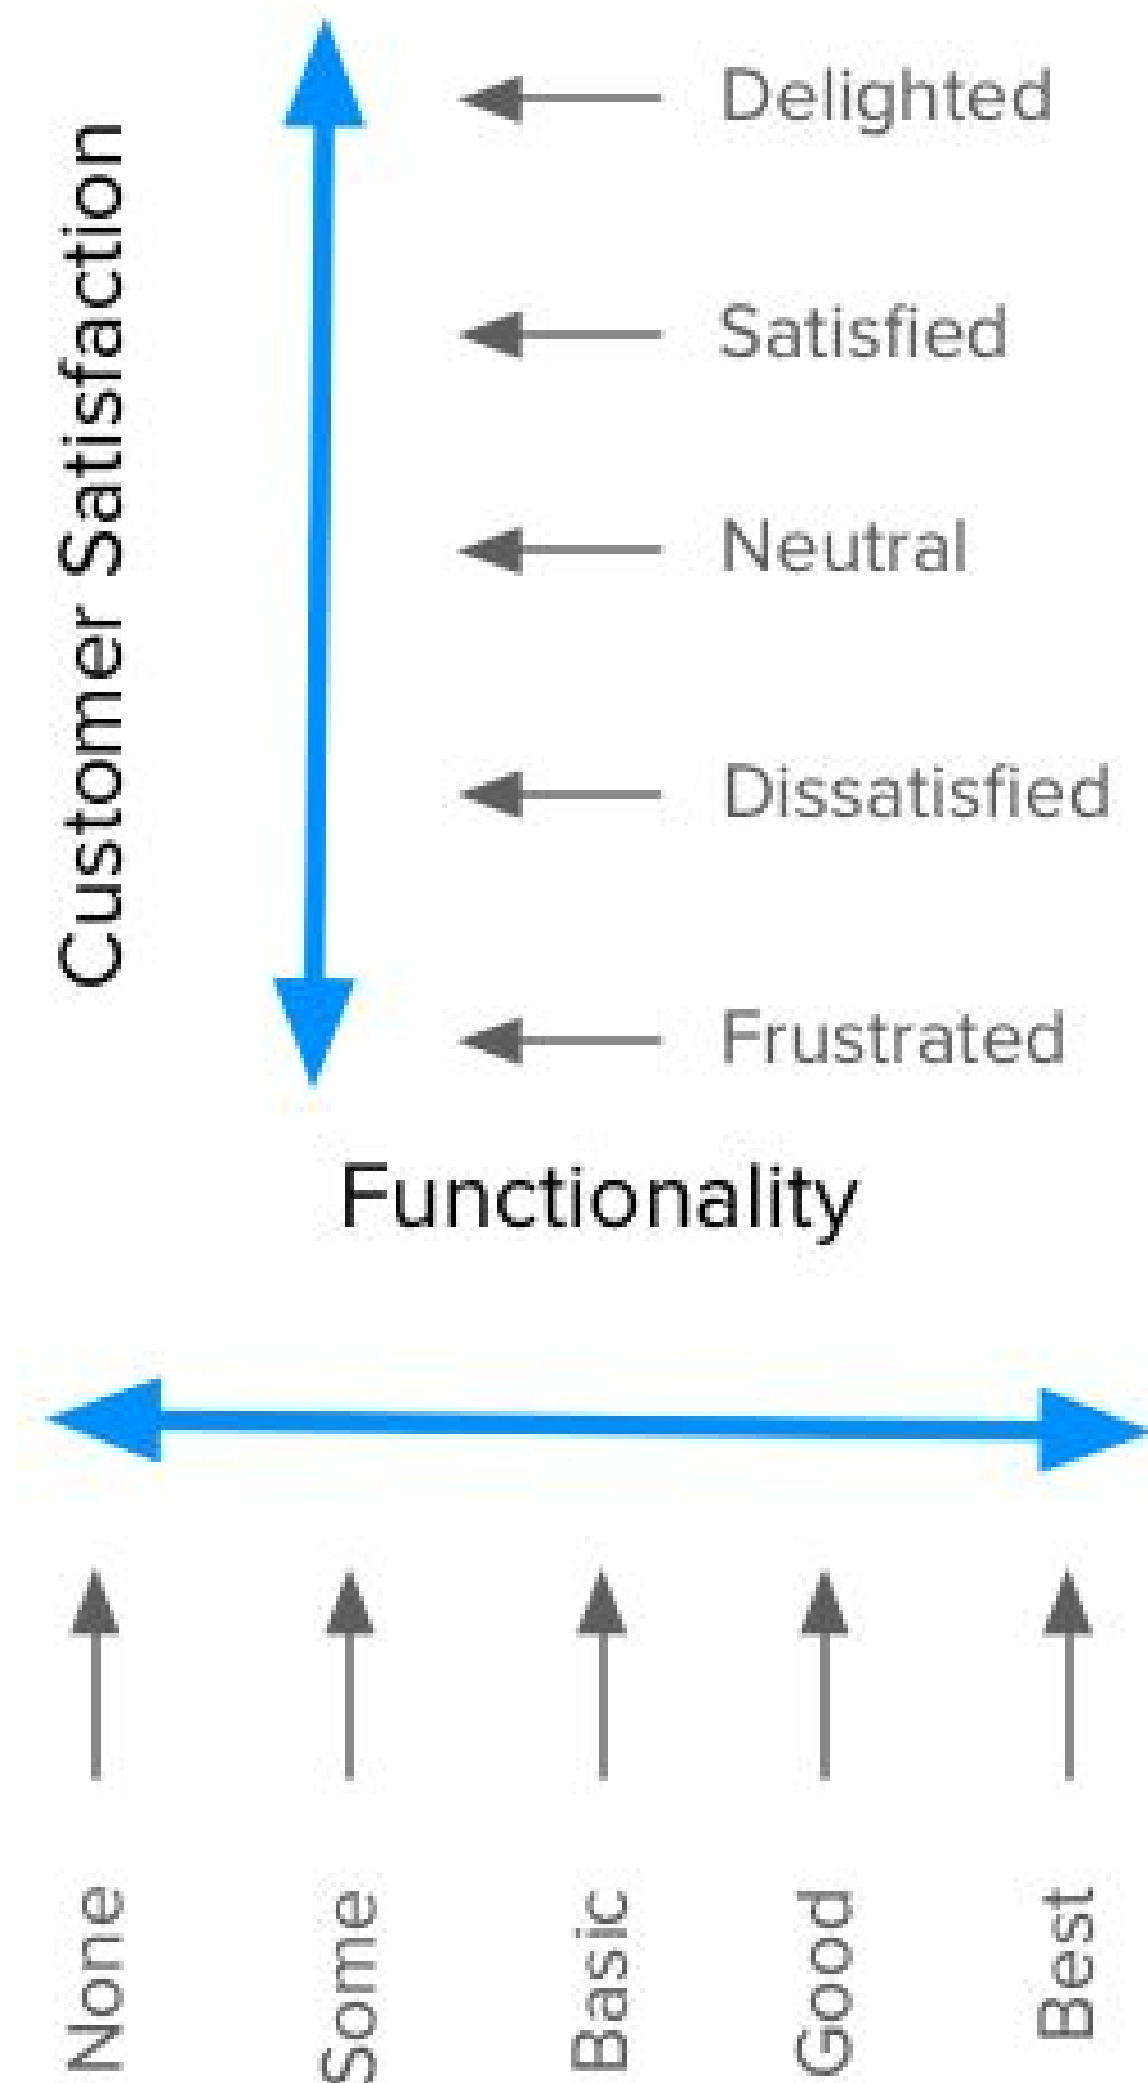 Customer Satisfaction
Delighted
Satisfied
Neutral
Dissatisfied
Frustrated
Functionality
None
Some
Basic
Good
Best